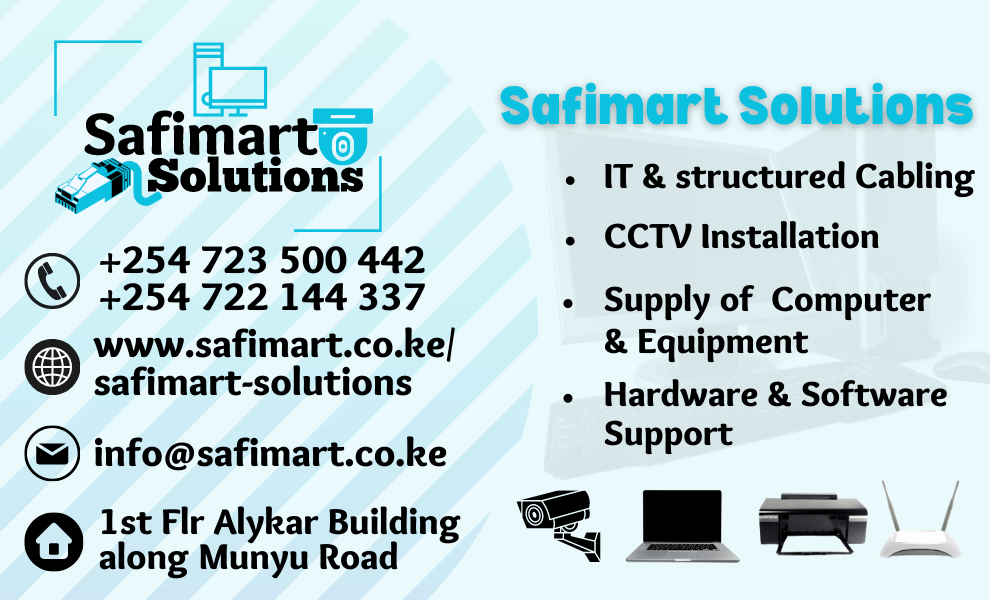 Safimart
Solutions
+254 723 500 442
+254 722 144 337
www.safimart.co.ke/
safimart-solutions
info@safimart.co.ke
1st Flr Alykar Building
along Munyu Road
Safimart Solutions
• IT & structured Cabling
• CCTV Installation
• Supply of Computer
& Equipment
• Hardware & Software
Support